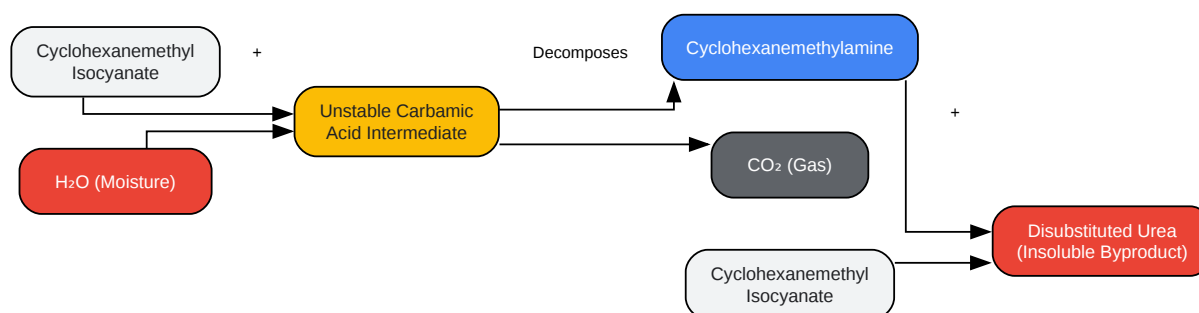 Cyclohexanemethyl
Isocyanate
+
H₂O (Moisture)
Unstable Carbamic
Acid Intermediate
Decomposes
Cyclohexanemethylamine
CO₂ (Gas)
+
Cyclohexanemethyl
Isocyanate
Disubstituted Urea
(Insoluble Byproduct)